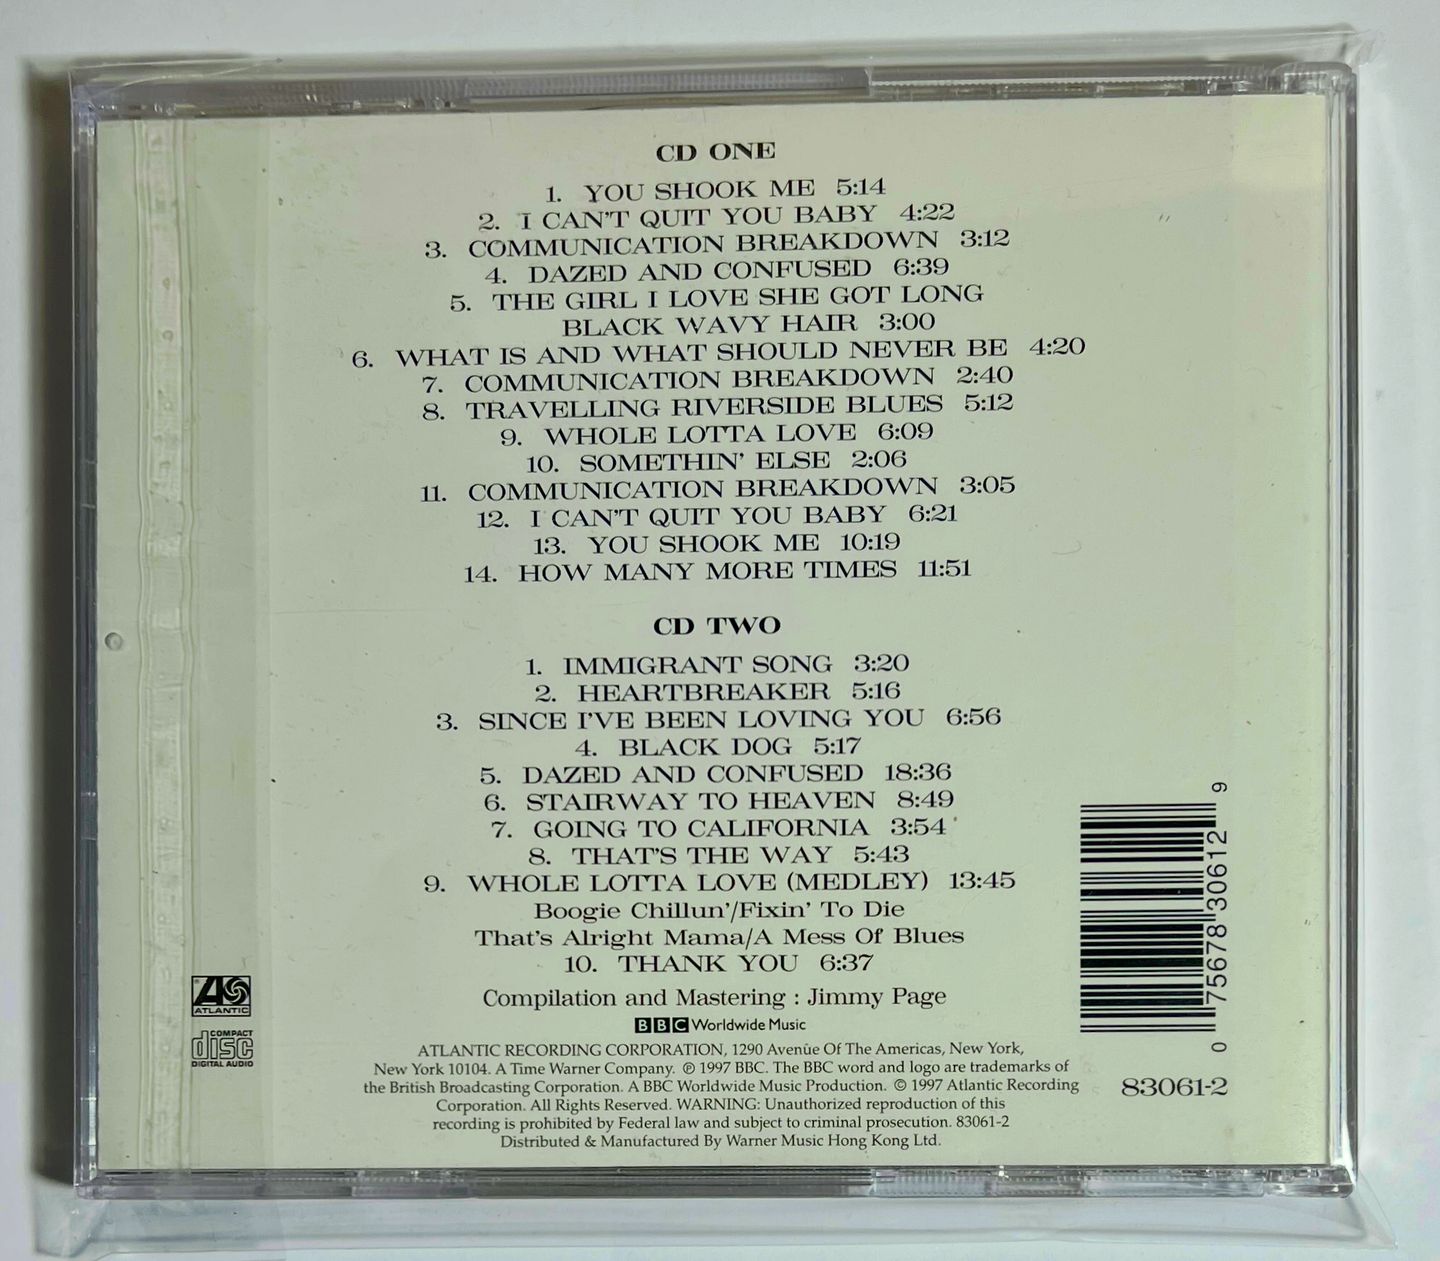 CD ONE
1. YOU SHOOK ME 5:14
2. I CAN'T QUIT YOU BABY 4:22
3. COMMUNICATION BREAKDOWN 3:12
4. DAZED AND CONFUSED 6:39
5. THE GIRL I LOVE SHE GOT LONG
BLACK WAVY HAIR 3:00
6. WHAT IS AND WHAT SHOULD NEVER BE 4:20
7. COMMUNICATION BREAKDOWN 2:40
8. TRAVELLING RIVERSIDE BLUES 5:12
9. WHOLE LOTTA LOVE 6:09
10. SOMETHIN' ELSE 2:06
11. COMMUNICATION BREAKDOWN 3:05
12. I CAN'T QUIT YOU BABY 6:21
13. YOU SHOOK ME 10:19
14. HOW MANY MORE TIMES 11:51
CD TWO
1. IMMIGRANT SONG 3:20
2. HEARTBREAKER 5:16
3. SINCE I'VE BEEN LOVING YOU 6:56
4. BLACK DOG 5:17
5. DAZED AND CONFUSED 18:36
6. STAIRWAY TO HEAVEN 8:49
7. GOING TO CALIFORNIA 3:54
8. THAT'S THE WAY 5:43
9. WHOLE LOTTA LOVE (MEDLEY) 13:45
Boogie Chillun'/Fixin' To Die
That's Alright Mama/A Mess Of Blues
10. THANK YOU 6:37
Compilation and Mastering : Jimmy Page
BBC Worldwide Music
ATLANTIC RECORDING CORPORATION, 1290 Avenue Of The Americas, New York,
New York 10104. A Time Warner Company. ℗ 1997 BBC. The BBC word and logo are trademarks of
the British Broadcasting Corporation. A BBC Worldwide Music Production. © 1997 Atlantic Recording
Corporation. All Rights Reserved. WARNING: Unauthorized reproduction of this
recording is prohibited by Federal law and subject to criminal prosecution. 83061-2
Distributed & Manufactured By Warner Music Hong Kong Ltd.
ATLANTIC
COMPACT
disc
DIGITAL AUDIO
0 75678 30612 9
83061-2